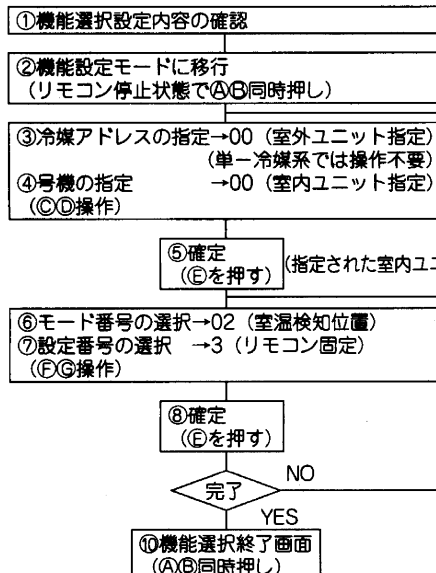 ①機能選択設定内容の確認
②機能設定モードに移行
(リモコン停止状態でⒶⒷ同時押し)
③冷媒アドレスの指定→00 (室外ユニット指定)
(単一冷媒系では操作不要)
④号機の指定 →00 (室内ユニット指定)
(ⒸⒹ操作)
⑤確定
(Ⓔを押す)
(指定された室内ユニ
⑥モード番号の選択→02 (室温検知位置)
⑦設定番号の選択 →3 (リモコン固定)
(ⒻⒼ操作)
⑧確定
(Ⓔを押す)
完了
NO
YES
⑩機能選択終了画面
(ⒶⒷ同時押し)